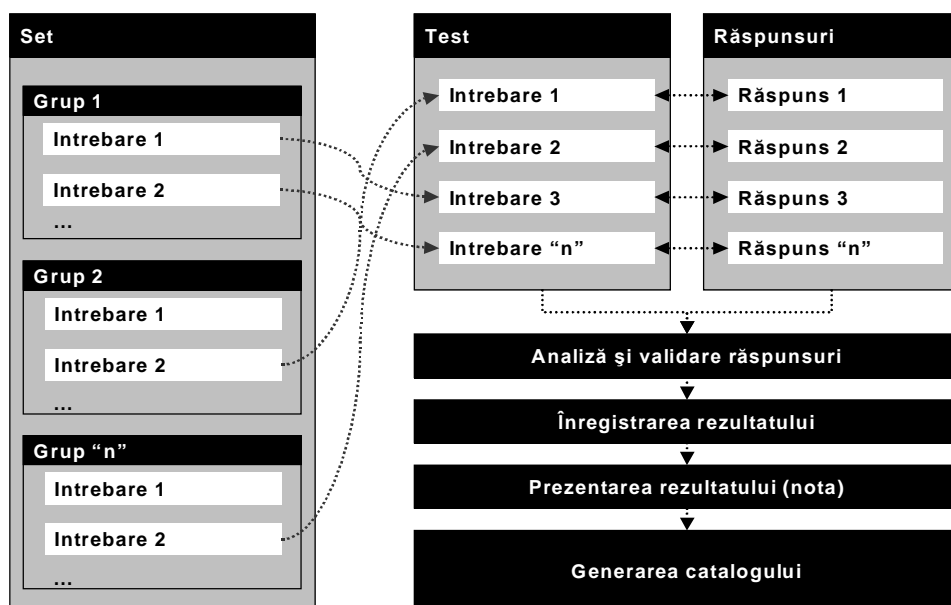 Set
Grup 1
Intrebare 1
Intrebare 2
...
Grup 2
Intrebare 1
Intrebare 2
...
Grup “n”
Intrebare 1
Intrebare 2
...
Test
Intrebare 1
Intrebare 2
Intrebare 3
Intrebare “n”
Răspunsuri
Răspuns 1
Răspuns 2
Răspuns 3
Răspuns “n”
Analiză şi validare răspunsuri
Înregistrarea rezultatului
Prezentarea rezultatului (nota)
Generarea catalogului